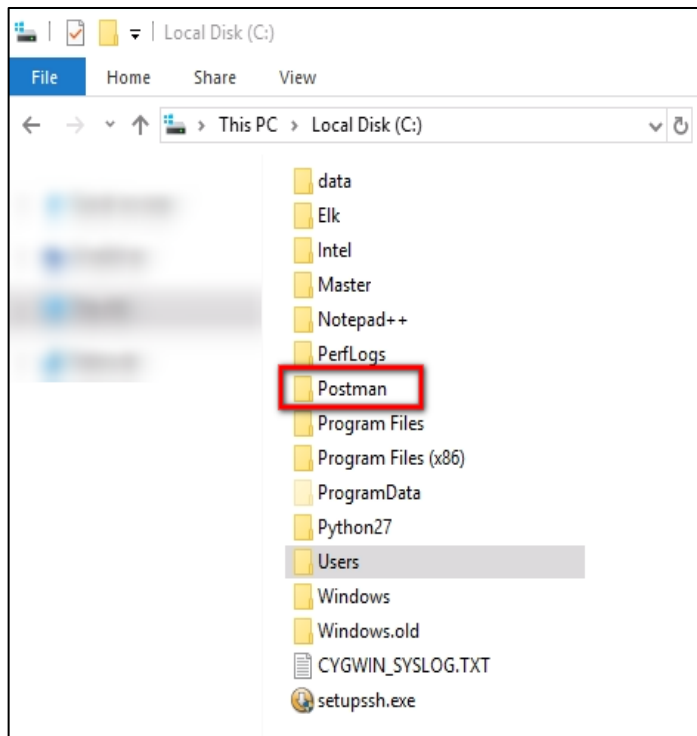 Local Disk (C:)
File Home Share View
This PC > Local Disk (C:)
data
Elk
Intel
Master
Notepad++
PerfLogs
Postman
Program Files
Program Files (x86)
ProgramData
Python27
Users
Windows
Windows.old
CYGWIN_SYSLOG.TXT
setupssh.exe